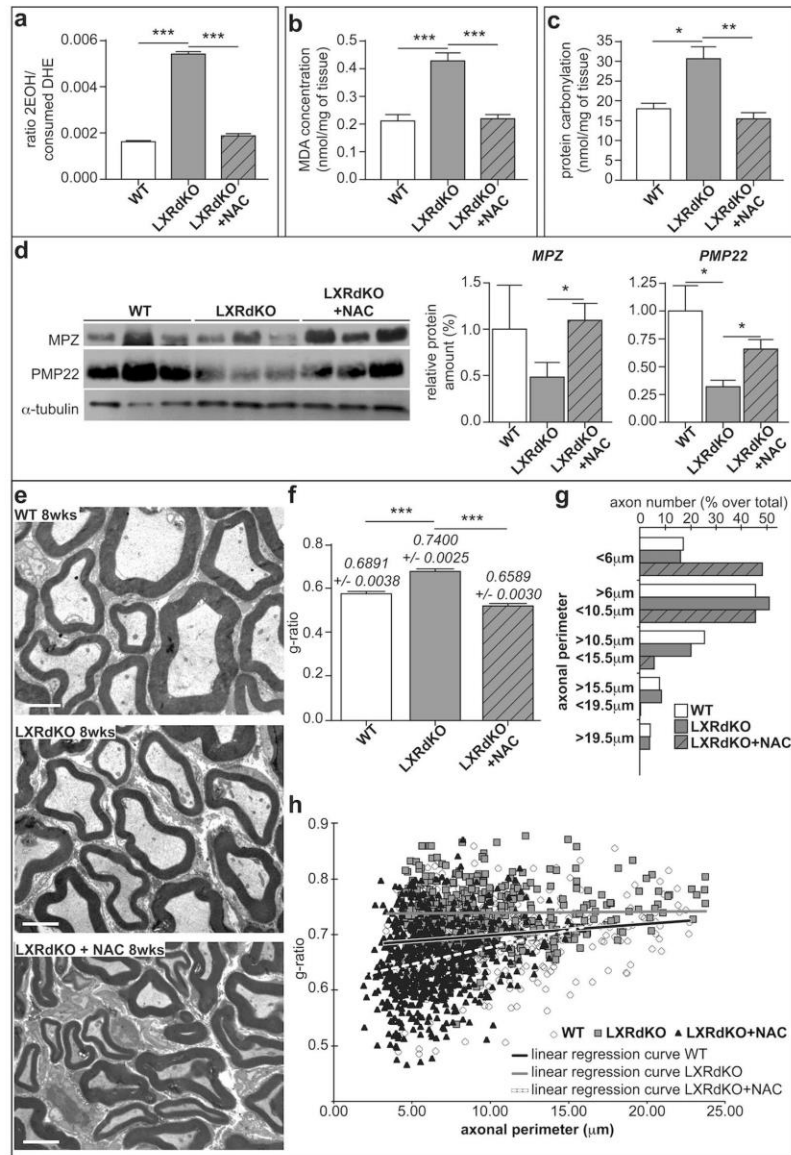 a
ratio 2EOH/
consumed DHE
0.006
0.004
0.002
0.000
***
***
WT
LXRdKO
LXRdKO
+NAC
b
MDA concentration
(nmol/mg of tissue)
0.6
0.4
0.2
0.0
***
***
WT
LXRdKO
LXRdKO
+NAC
c
protein carbonylation
(nmol/mg of tissue)
35
30
25
20
15
10
5
0
*
**
WT
LXRdKO
LXRdKO
+NAC
d
WT
LXRdKO
LXRdKO
+NAC
MPZ
PMP22
α-tubulin
MPZ
relative protein
amount (%)
1.5
1.0
0.5
0.0
*
WT
LXRdKO
LXRdKO
+NAC
PMP22
1.25
1.00
0.75
0.50
0.25
0.00
*
*
WT
LXRdKO
LXRdKO
+NAC
e
WT 8wks
LXRdKO 8wks
LXRdKO + NAC 8wks
f
g-ratio
0.8
0.6
0.4
0.2
0.0
***
***
0.6891
+/- 0.0038
0.7400
+/- 0.0025
0.6589
+/- 0.0030
WT
LXRdKO
LXRdKO
+NAC
g
axon number (% over total)
0 10 20 30 40 50
axonal perimeter
<6μm
>6μm
<10.5μm
>10.5μm
<15.5μm
>15.5μm
<19.5μm
>19.5μm
WT
LXRdKO
LXRdKO+NAC
h
g-ratio
0.9
0.8
0.7
0.6
0.5
0.4
WT LXRdKO LXRdKO+NAC
linear regression curve WT
linear regression curve LXRdKO
linear regression curve LXRdKO+NAC
0.00 5.00 10.00 15.00 20.00 25.00
axonal perimeter (μm)